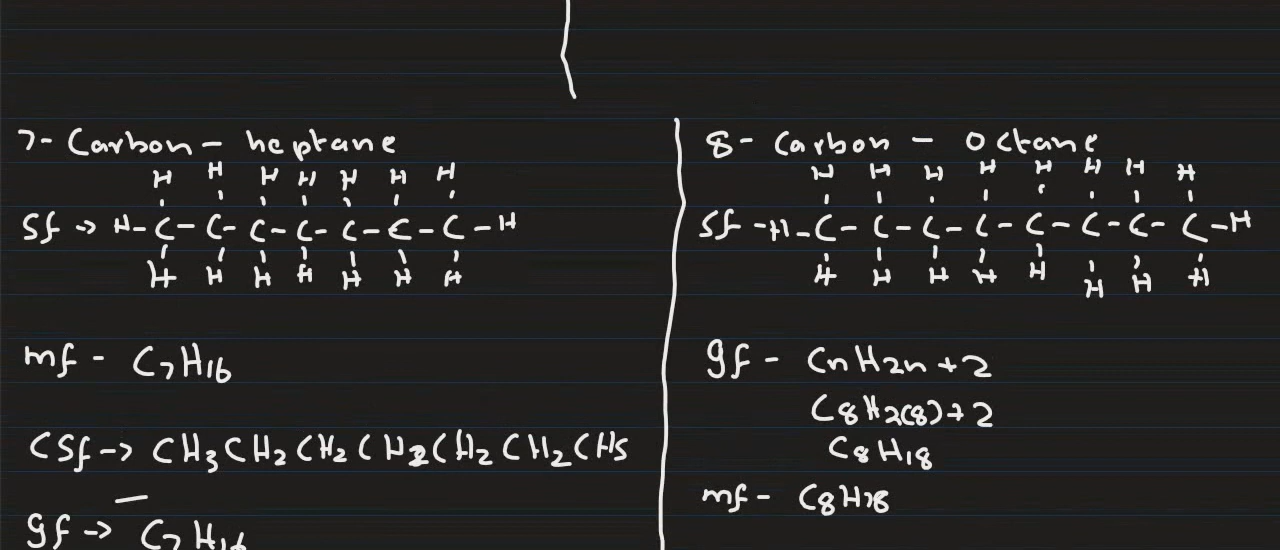 7- Carbon - heptane
H H H H H H H
Sf -> H-C-C-C-C-C-C-C-H
H H H H H H H
mf - C7H16
CSf -> CH3CH2CH2CH2CH2CH2CH3
gf -> C7H16
8- Carbon - Octane
H H H H H H H H
Sf -H-C-C-C-C-C-C-C-C-H
H H H H H H H H
gf - CnH2n+2
C8H2(8)+2
C8H18
mf - C8H18